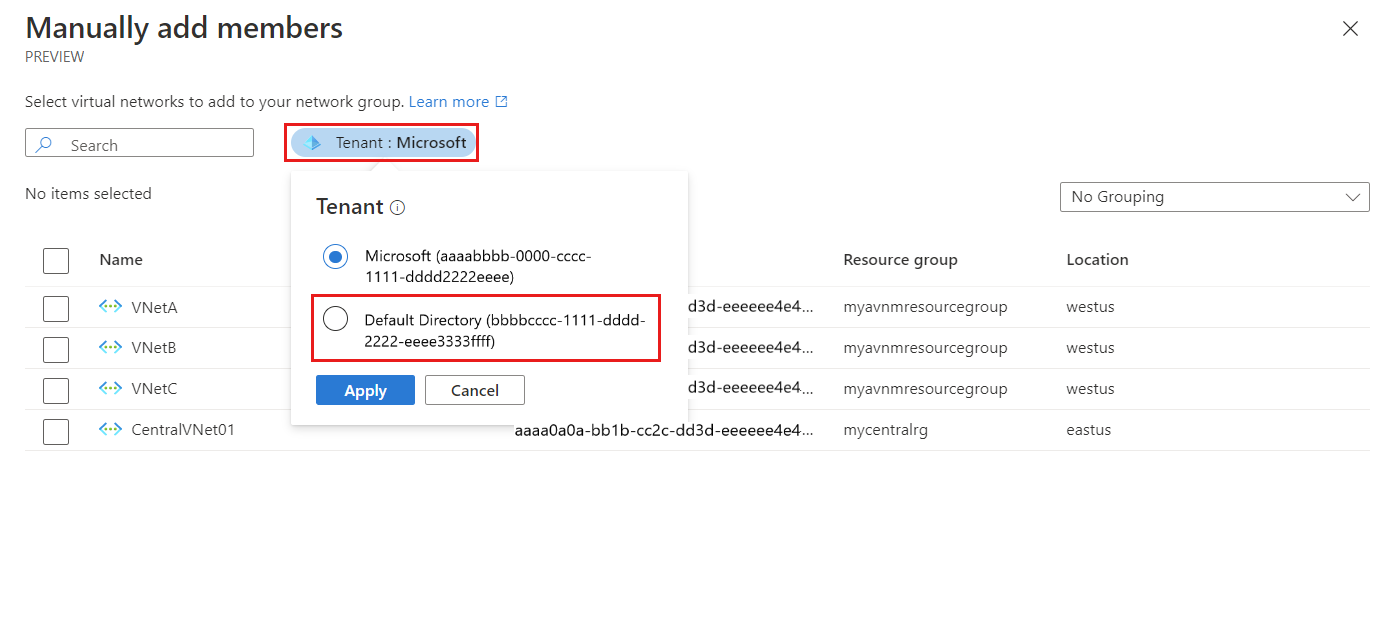 Manually add members
PREVIEW
Select virtual networks to add to your network group. Learn more
Search
Tenant : Microsoft
No items selected
No Grouping
Tenant
Microsoft (aaaabbbb-0000-cccc-
1111-dddd2222eeee)
Default Directory (bbbbcccc-1111-dddd-
2222-eeee3333ffff)
Apply Cancel
Name Resource group Location
VNetA d3d-eeeeee4e4... myavnmresourcegroup westus
VNetB d3d-eeeeee4e4... myavnmresourcegroup westus
VNetC d3d-eeeeee4e4... myavnmresourcegroup westus
CentralVNet01 aaaa0a0a-bb1b-cc2c-dd3d-eeeeee4e4... mycentralrg eastus